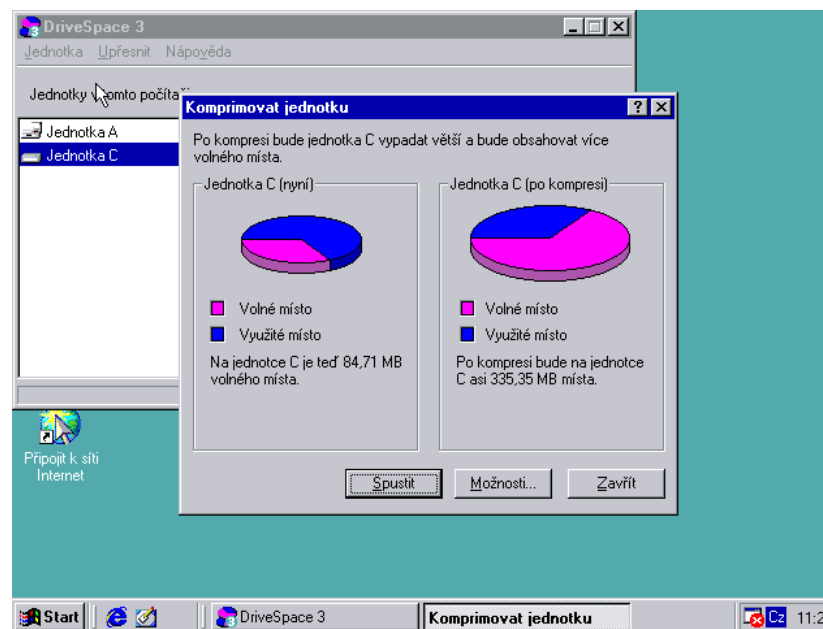 DriveSpace 3
Jednotka Upřesnit Nápověda
Jednotky v tomto
Jednotka A
Jednotka C
Komprimovat jednotku
Po kompresi bude jednotka C vypadat větší a bude obsahovat více
volného místa.
Jednotka C (nyní)
Volné místo
Využité místo
Na jednotce C je teď 84,71 MB
volného místa.
Jednotka C (po kompresi)
Volné místo
Využité místo
Po kompresi bude na jednotce
C asi 335,35 MB místa.
Spustit Možnosti... Zavřít
Připojit k síti
Internet
Start DriveSpace 3 Komprimovat jednotku Cz 11:2